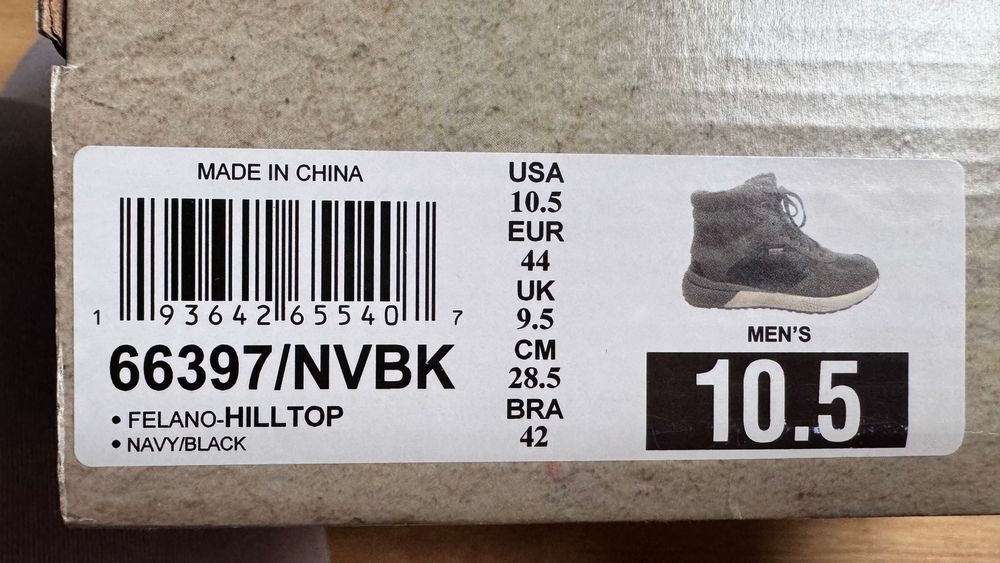 MADE IN CHINA
1 93642 65540 7
66397/NVBK
• FELANO-HILLTOP
• NAVY/BLACK
USA
10.5
EUR
44
UK
9.5
CM
28.5
BRA
42
MEN'S
10.5